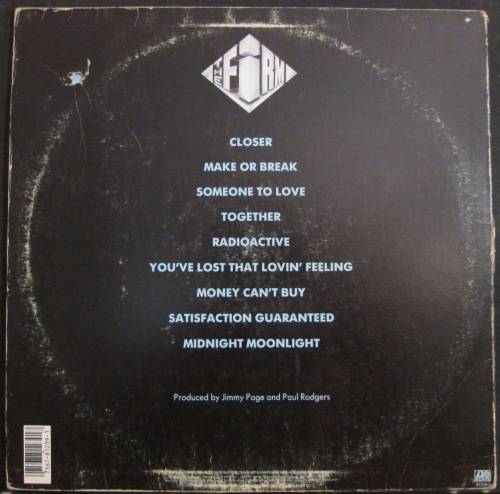 THE FIRM
CLOSER
MAKE OR BREAK
SOMEONE TO LOVE
TOGETHER
RADIOACTIVE
YOU'VE LOST THAT LOVIN' FEELING
MONEY CAN'T BUY
SATISFACTION GUARANTEED
MIDNIGHT MOONLIGHT
Produced by Jimmy Page and Paul Rodgers